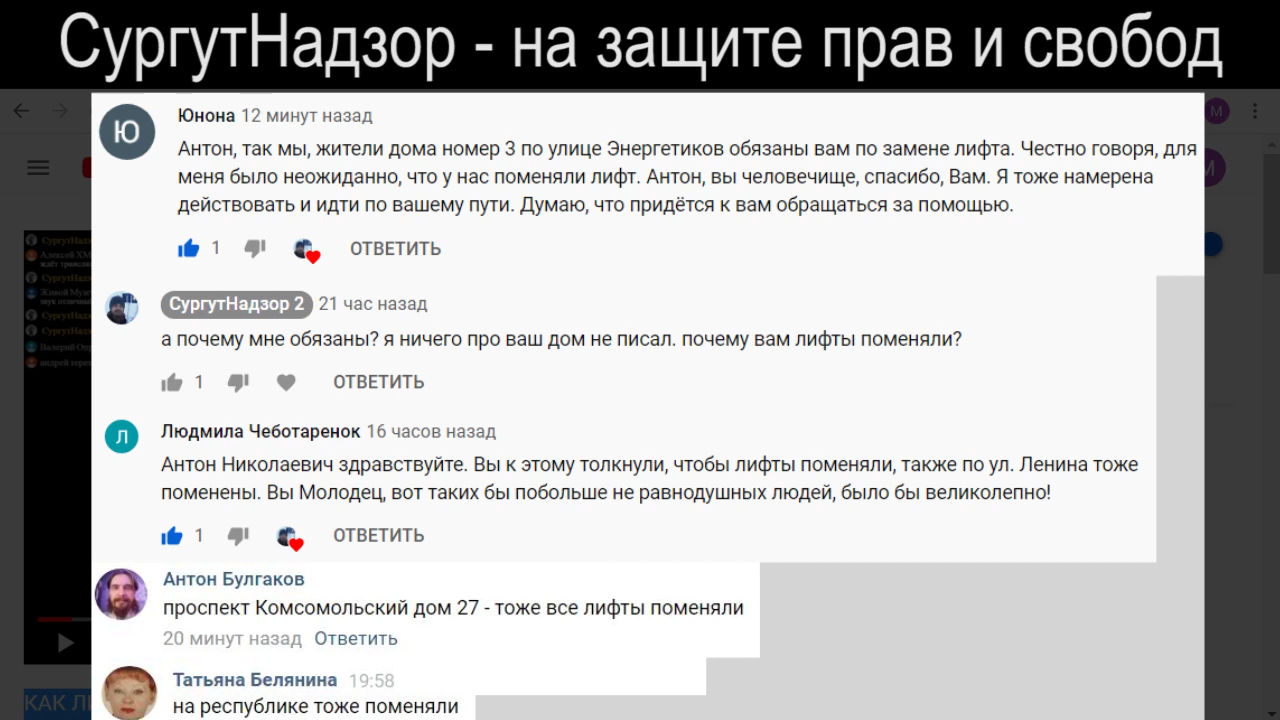 СургутНадзор - на защите прав и свобод
Ю
Юнона 12 минут назад
Антон, так мы, жители дома номер 3 по улице Энергетиков обязаны вам по замене лифта. Честно говоря, для
меня было неожиданно, что у нас поменяли лифт. Антон, вы человечище, спасибо, Вам. Я тоже намерена
действовать и идти по вашему пути. Думаю, что придётся к вам обращаться за помощью.
1 ОТВЕТИТЬ
СургутНадзор 2 21 час назад
а почему мне обязаны? я ничего про ваш дом не писал. почему вам лифты поменяли?
1 ОТВЕТИТЬ
Л
Людмила Чеботаренок 16 часов назад
Антон Николаевич здравствуйте. Вы к этому толкнули, чтобы лифты поменяли, также по ул. Ленина тоже
поменены. Вы Молодец, вот таких бы побольше не равнодушных людей, было бы великолепно!
1 ОТВЕТИТЬ
Антон Булгаков
проспект Комсомольский дом 27 - тоже все лифты поменяли
20 минут назад Ответить
Татьяна Белянина 19:58
на республике тоже поменяли
М
М
КАК